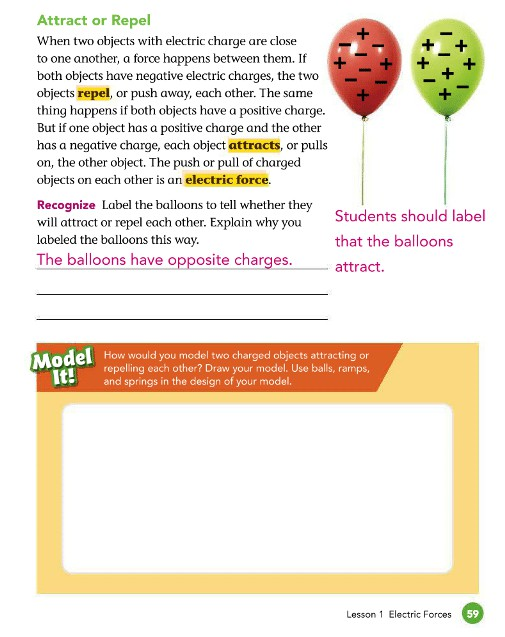 Attract or Repel
When two objects with electric charge are close
to one another, a force happens between them. If
both objects have negative electric charges, the two
objects repel, or push away, each other. The same
thing happens if both objects have a positive charge.
But if one object has a positive charge and the other
has a negative charge, each object attracts, or pulls
on, the other object. The push or pull of charged
objects on each other is an electric force.
Recognize Label the balloons to tell whether they
will attract or repel each other. Explain why you
labeled the balloons this way.
The balloons have opposite charges.
Students should label
that the balloons
attract.
Model
It!
How would you model two charged objects attracting or
repelling each other? Draw your model. Use balls, ramps,
and springs in the design of your model.
Lesson 1 Electric Forces 59